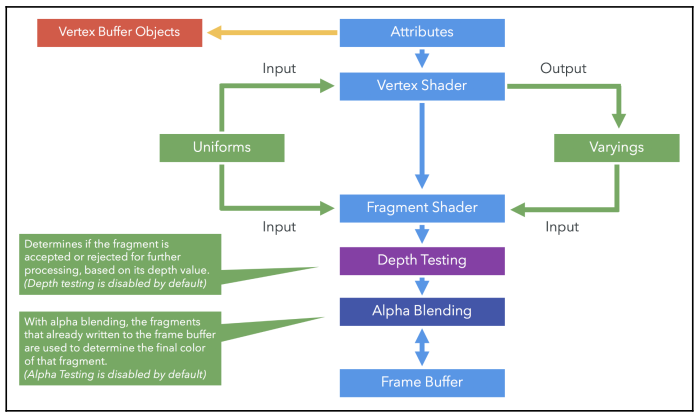 Vertex Buffer Objects
Attributes
Input
Output
Vertex Shader
Uniforms
Varyings
Fragment Shader
Input
Input
Determines if the fragment is
accepted or rejected for further
processing, based on its depth value.
(Depth testing is disabled by default)
Depth Testing
Alpha Blending
With alpha blending, the fragments
that already written to the frame buffer
are used to determine the final color
of that fragment.
(Alpha Testing is disabled by default)
Frame Buffer